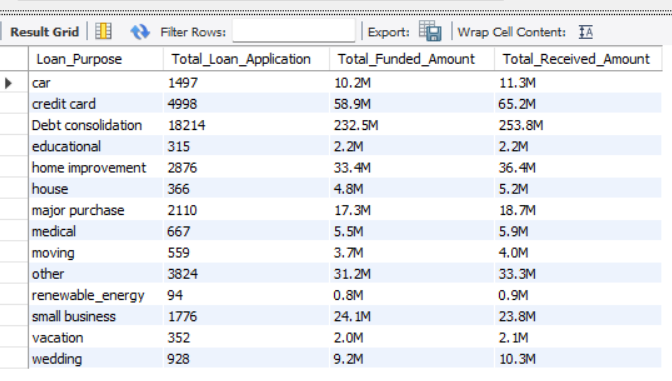 Result Grid Filter Rows: Export: Wrap Cell Content: IA
Loan_Purpose Total_Loan_Application Total_Funded_Amount Total_Received_Amount
car 1497 10.2M 11.3M
credit card 4998 58.9M 65.2M
Debt consolidation 18214 232.5M 253.8M
educational 315 2.2M 2.2M
home improvement 2876 33.4M 36.4M
house 366 4.8M 5.2M
major purchase 2110 17.3M 18.7M
medical 667 5.5M 5.9M
moving 559 3.7M 4.0M
other 3824 31.2M 33.3M
renewable_energy 94 0.8M 0.9M
small business 1776 24.1M 23.8M
vacation 352 2.0M 2.1M
wedding 928 9.2M 10.3M